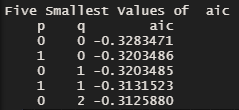 Five Smallest Values of  aic
p q aic
0 0 -0.3283471
1 0 -0.3203486
0 1 -0.3203485
1 1 -0.3131523
0 2 -0.3125880